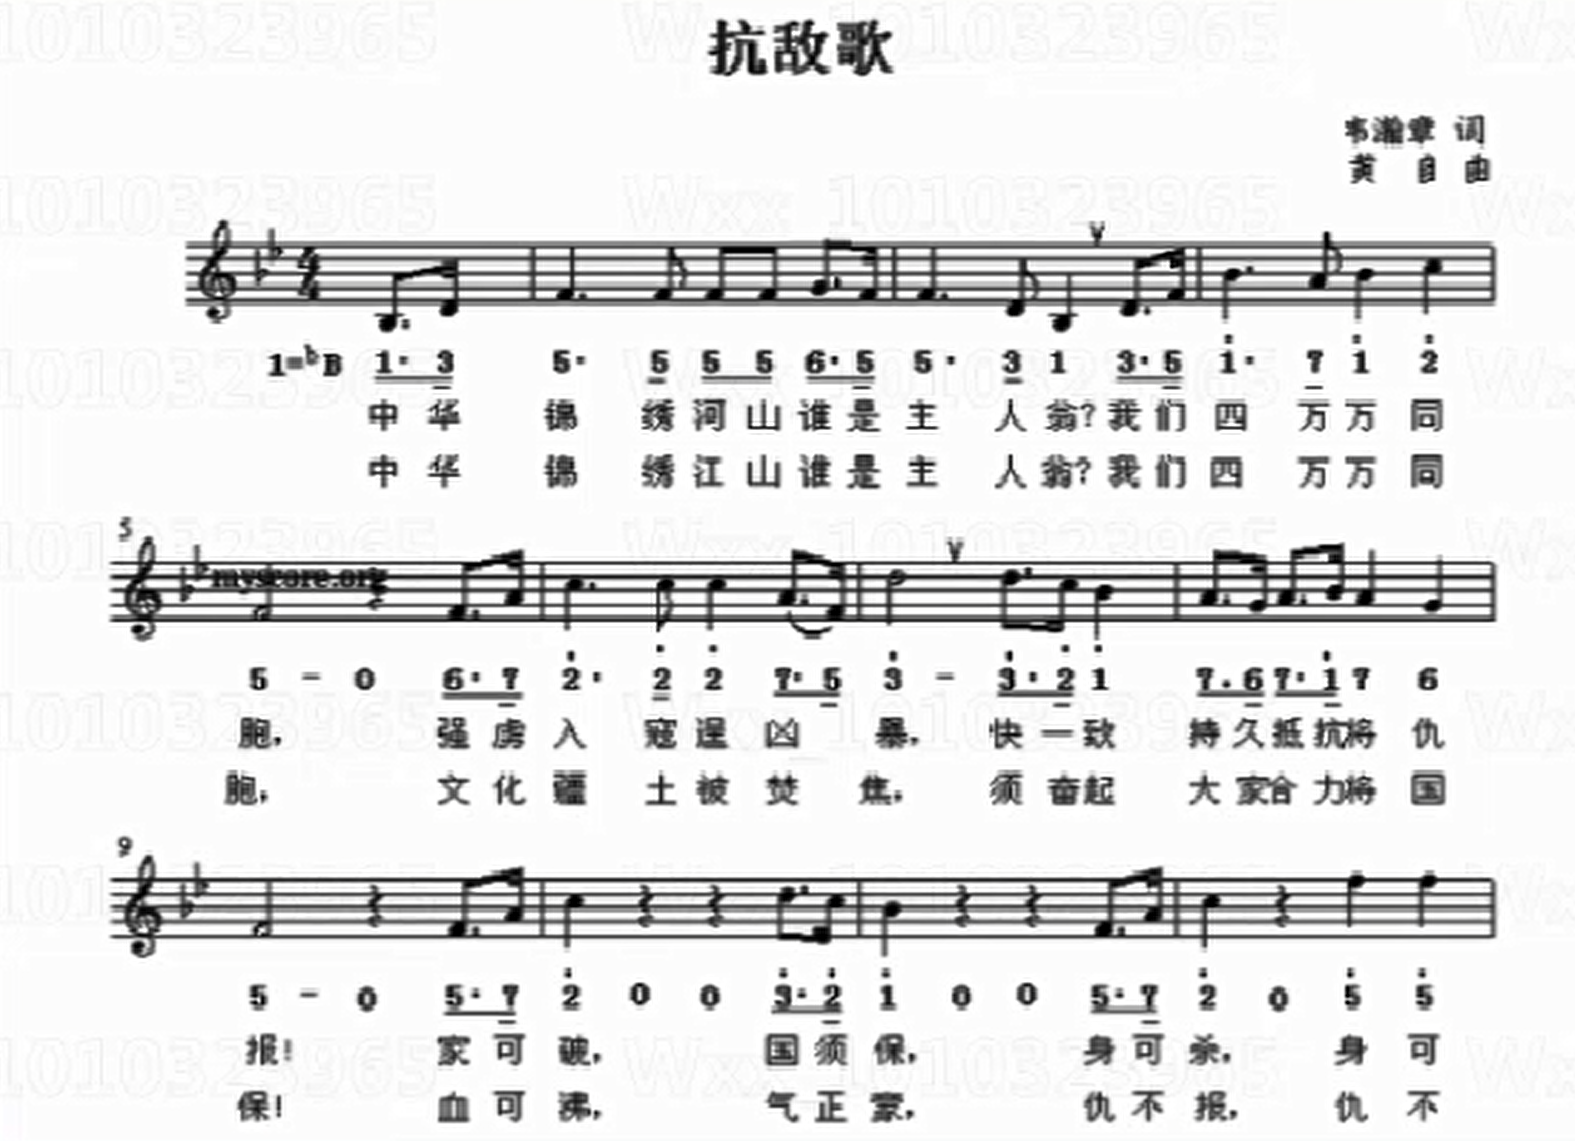 抗敌歌
韦瀚章 词
黄 自 曲
1=♭B 1· 3 5· 5 5 5 6· 5 5· 3 1 3· 5 1· 7 1 2
中 华 锦 绣 河 山 谁 是 主 人 翁? 我 们 四 万 万 同
中 华 锦 绣 江 山 谁 是 主 人 翁? 我 们 四 万 万 同
5
myscore.org
5 - 0 6· 7 2· 2 2 7· 5 3 - 3· 2 1 7. 6 7· 1 7 6
胞, 强 虏 入 寇 逞 凶 暴, 快 一 致 持 久 抵 抗 将 仇
胞, 文 化 疆 土 被 焚 焦, 须 奋 起 大 家 合 力 将 国
9
5 - 0 5· 7 2 0 0 3· 2 1 0 0 5· 7 2 0 5 5
报! 家 可 破, 国 须 保, 身 可 杀, 身 可
保! 血 可 沸, 气 正 豪, 仇 不 报, 仇 不
Wxx 1010323965